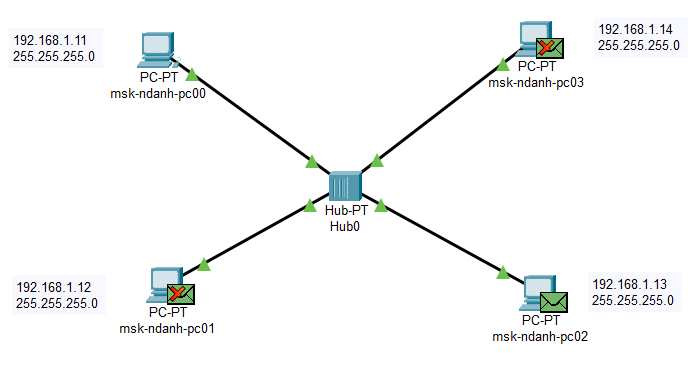 192.168.1.11
255.255.255.0
PC-PT
msk-ndanh-pc00
192.168.1.14
255.255.255.0
PC-PT
msk-ndanh-pc03
Hub-PT
Hub0
192.168.1.12
255.255.255.0
PC-PT
msk-ndanh-pc01
192.168.1.13
255.255.255.0
PC-PT
msk-ndanh-pc02